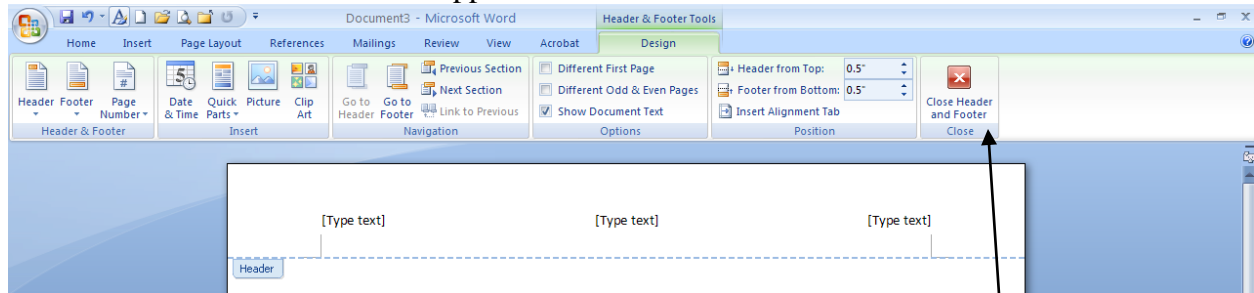 Document3 - Microsoft Word
Header & Footer Tools
Home Insert Page Layout References Mailings Review View Acrobat Design
Header
Footer
Page Number
Header & Footer
Date & Time
Quick Parts
Picture
Clip Art
Insert
Go to Header
Go to Footer
Previous Section
Next Section
Link to Previous
Navigation
Different First Page
Different Odd & Even Pages
Show Document Text
Options
Header from Top: 0.5"
Footer from Bottom: 0.5"
Insert Alignment Tab
Position
Close Header and Footer
Close
[Type text] [Type text] [Type text]
Header